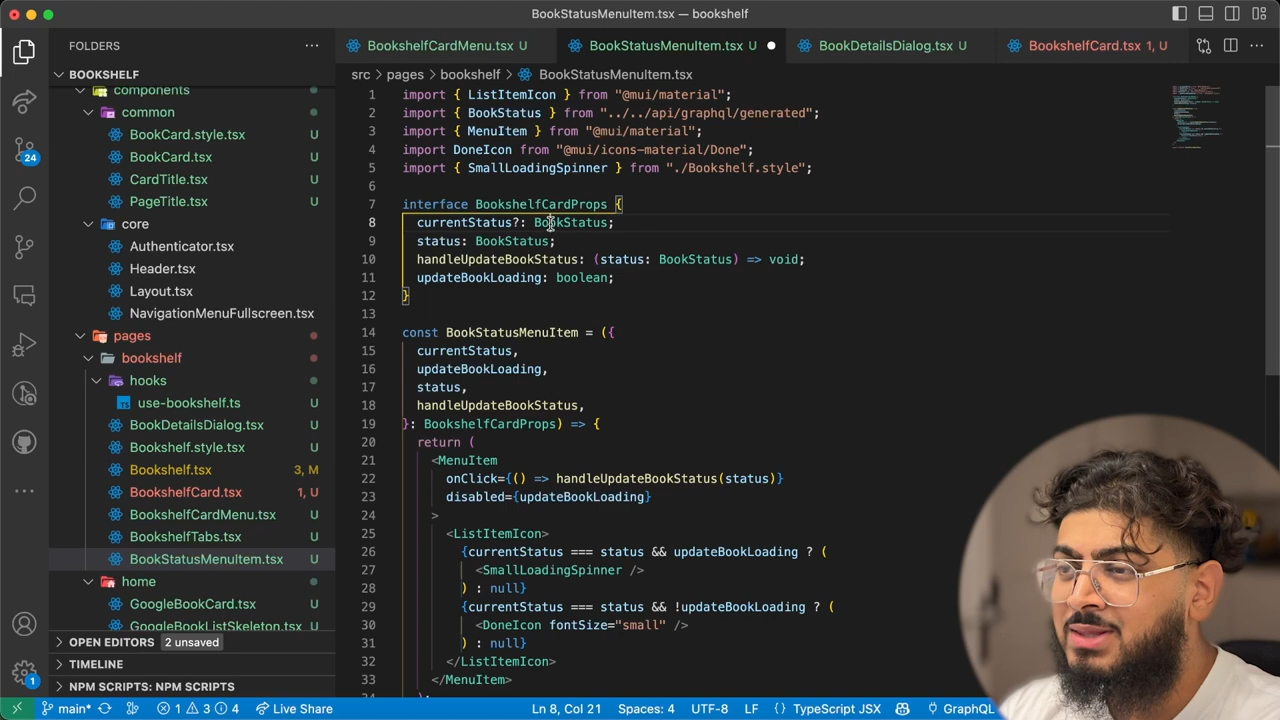 BookStatusMenuItem.tsx — bookshelf
FOLDERS
BOOKSHELF
components
common
BookCard.style.tsx U
BookCard.tsx U
CardTitle.tsx U
PageTitle.tsx U
core
Authenticator.tsx U
Header.tsx U
Layout.tsx U
NavigationMenuFullscreen.tsx U
pages
bookshelf
hooks
TS use-bookshelf.ts U
BookDetailsDialog.tsx U
Bookshelf.style.tsx U
Bookshelf.tsx 3, M
BookshelfCard.tsx 1, U
BookshelfCardMenu.tsx U
BookshelfTabs.tsx U
BookStatusMenuItem.tsx U
home
GoogleBookCard.tsx U
GoogleBookListSkeleton.tsx U
OPEN EDITORS 2 unsaved
TIMELINE
NPM SCRIPTS: NAVIGATION
24
1
BookshelfCardMenu.tsx U
BookStatusMenuItem.tsx U
BookDetailsDialog.tsx U
BookshelfCard.tsx 1, U
src > pages > bookshelf > BookStatusMenuItem.tsx
1 import { ListItemIcon } from "@mui/material";
2 import { BookStatus } from "../../api/graphql/generated";
3 import { MenuItem } from "@mui/material";
4 import DoneIcon from "@mui/icons-material/Done";
5 import { SmallLoadingSpinner } from "./Bookshelf.style";
6
7 interface BookshelfCardProps {
8 currentStatus?: BookStatus;
9 status: BookStatus;
10 handleUpdateBookStatus: (status: BookStatus) => void;
11 updateBookLoading: boolean;
12 }
13
14 const BookStatusMenuItem = ({
15 currentStatus,
16 updateBookLoading,
17 status,
18 handleUpdateBookStatus,
19 }: BookshelfCardProps) => {
20 return (
21 <MenuItem
22 onClick={() => handleUpdateBookStatus(status)}
23 disabled={updateBookLoading}
24 >
25 <ListItemIcon>
26 {currentStatus === status && updateBookLoading ? (
27 <SmallLoadingSpinner />
28 ) : null}
29 {currentStatus === status && !updateBookLoading ? (
30 <DoneIcon fontSize="small" />
31 ) : null}
32 </ListItemIcon>
33 </MenuItem>
main* 1 3 4 Live Share Ln 8, Col 21 Spaces: 4 UTF-8 LF {} TypeScript JSX GraphQL